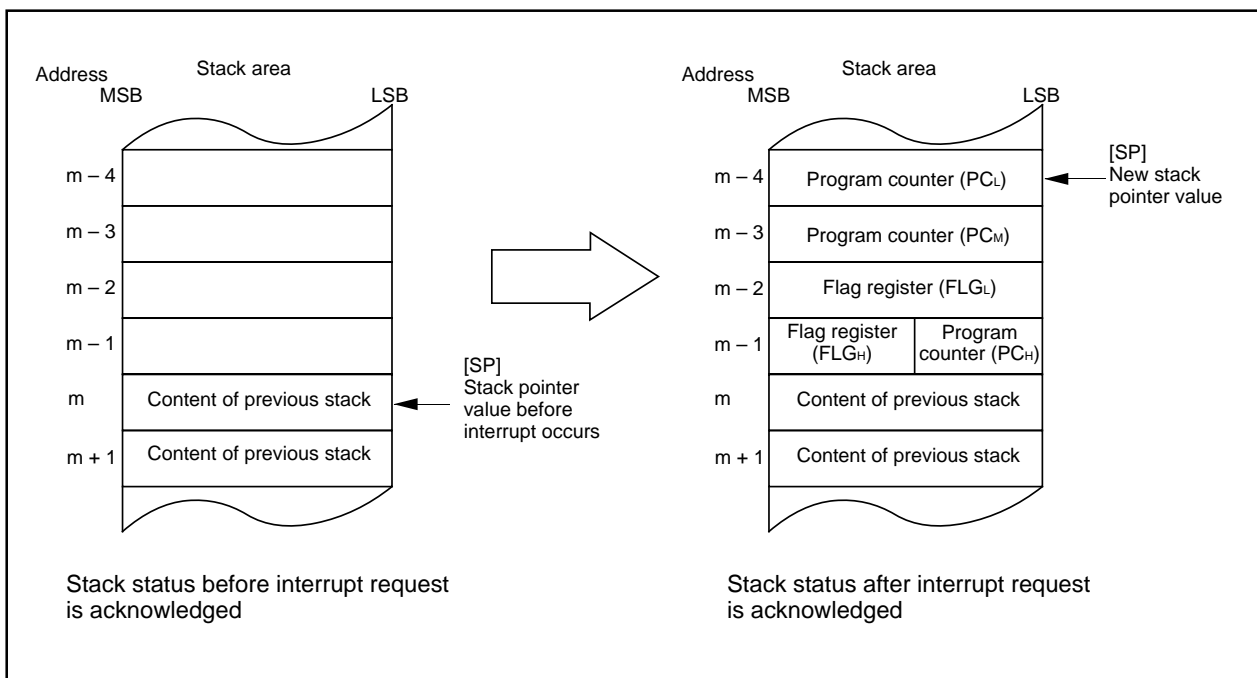 Address
Stack area
MSB
LSB
m – 4
m – 3
m – 2
m – 1
m
Content of previous stack
m + 1
Content of previous stack
[SP]
Stack pointer
value before
interrupt occurs
Stack status before interrupt request
is acknowledged
Address
Stack area
MSB
LSB
m – 4
Program counter (PCL)
[SP]
New stack
pointer value
m – 3
Program counter (PCM)
m – 2
Flag register (FLGL)
m – 1
Flag register
(FLGH)
Program
counter (PCH)
m
Content of previous stack
m + 1
Content of previous stack
Stack status after interrupt request
is acknowledged